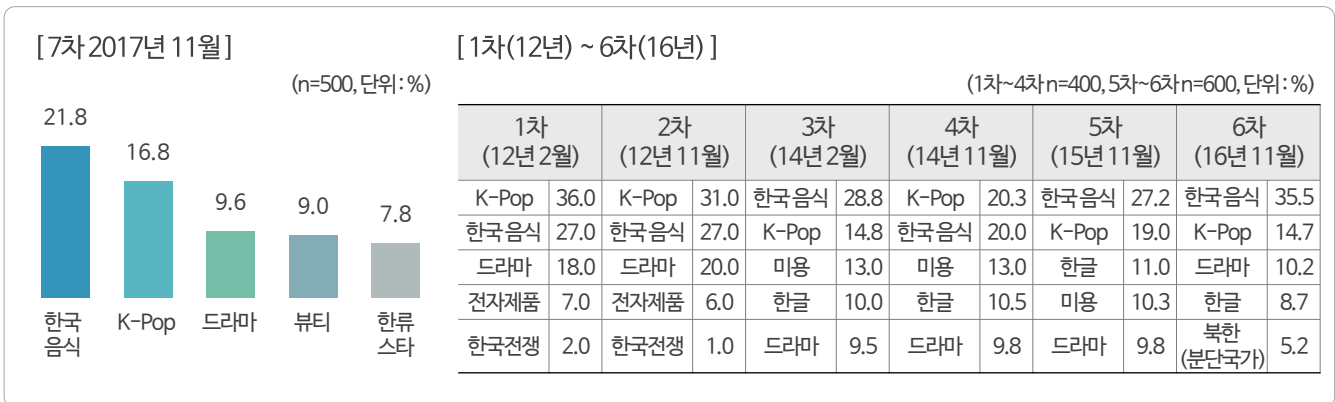 [ 7차 2017년 11월 ]
(n=500, 단위 : %)
21.8
16.8
9.6
9.0
7.8
한국
음식
K-Pop
드라마
뷰티
한류
스타
[ 1차(12년) ~ 6차(16년) ]
(1차~4차 n=400, 5차~6차 n=600, 단위 : %)
1차 2차 3차 4차 5차 6차
(12년 2월) (12년 11월) (14년 2월) (14년 11월) (15년 11월) (16년 11월)
K-Pop 36.0 K-Pop 31.0 한국 음식 28.8 K-Pop 20.3 한국 음식 27.2 한국 음식 35.5
한국 음식 27.0 한국 음식 27.0 K-Pop 14.8 한국 음식 20.0 K-Pop 19.0 K-Pop 14.7
드라마 18.0 드라마 20.0 미용 13.0 미용 13.0 한글 11.0 드라마 10.2
전자제품 7.0 전자제품 6.0 한글 10.0 한글 10.5 미용 10.3 한글 8.7
한국전쟁 2.0 한국전쟁 1.0 드라마 9.5 드라마 9.8 드라마 9.8 북한
(분단국가) 5.2